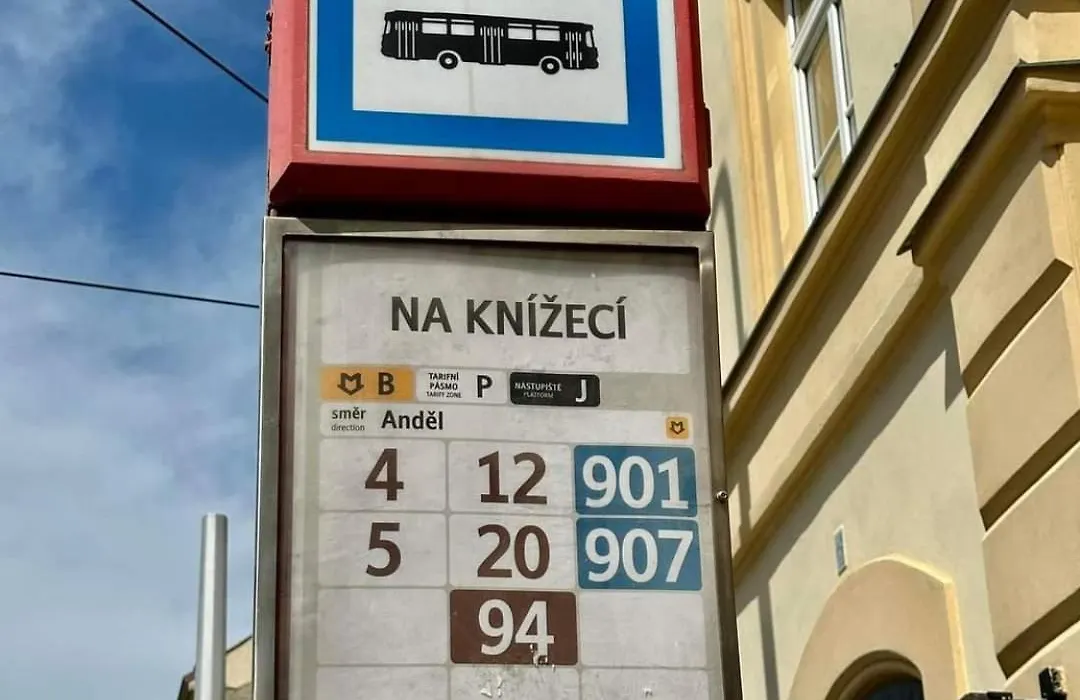 NA KNÍŽECÍ
B TARIFNÍ PÁSMO TARIFF ZONE P NÁSTUPIŠTĚ PLATFORM J
směr direction Anděl
4 12 901
5 20 907
94